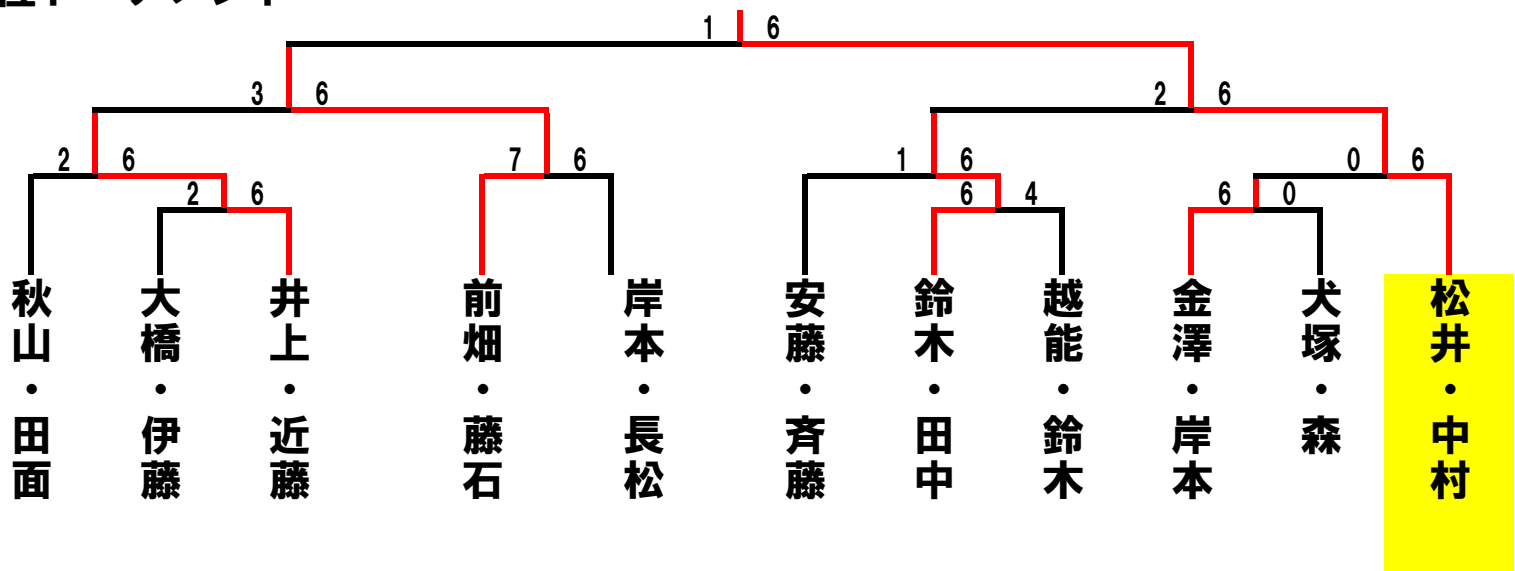 1 6
3 6
2 6
2 6
7 6
1 6
0 6
2 6
6 4
6 0
秋山・田面
大橋・伊藤
井上・近藤
前畑・藤石
岸本・長松
安藤・斉藤
鈴木・田中
越能・鈴木
金澤・岸本
犬塚・森
松井・中村